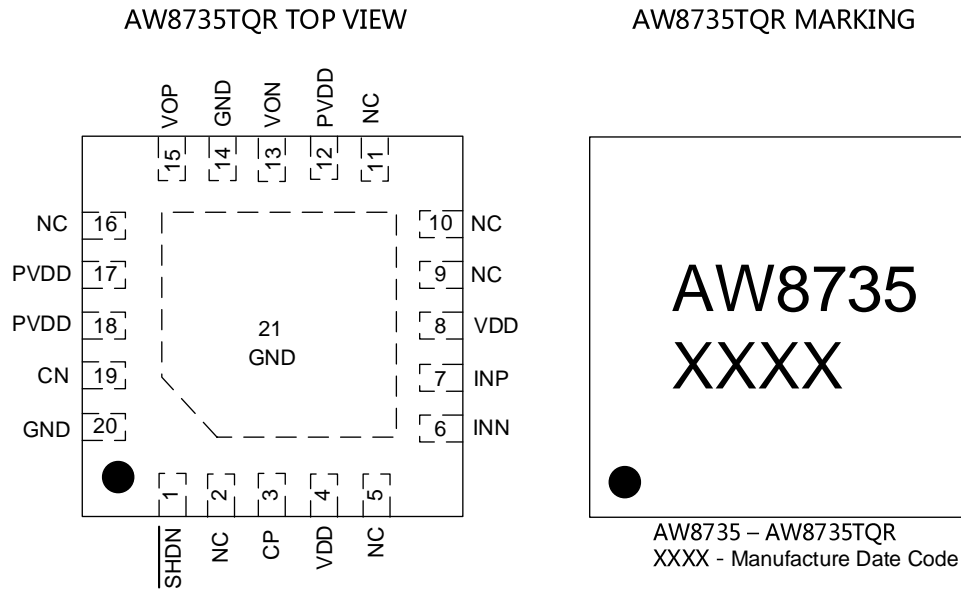 AW8735TQR TOP VIEW
AW8735TQR MARKING
VOP
GND
VON
PVDD
NC
15
14
13
12
11
NC 16
PVDD 17
PVDD 18
CN 19
GND 20
10 NC
9 NC
8 VDD
7 INP
6 INN
21
GND
1
2
3
4
5
SHDN
NC
CP
VDD
NC
AW8735
XXXX
AW8735 – AW8735TQR
XXXX - Manufacture Date Code